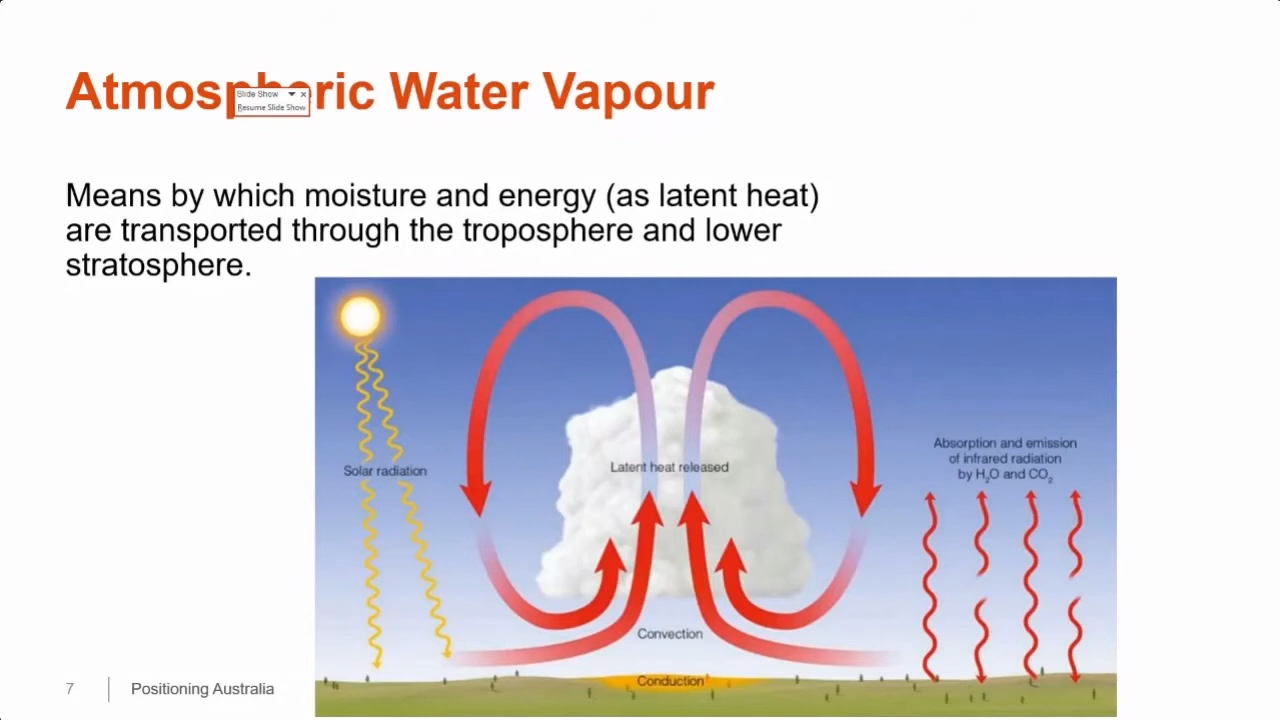 Atmospheric Water Vapour
Slide Show
Resume Slide Show
Means by which moisture and energy (as latent heat)
are transported through the troposphere and lower
stratosphere.
Solar radiation
Latent heat released
Absorption and emission
of infrared radiation
by H₂O and CO₂
Convection
Conduction
7
Positioning Australia